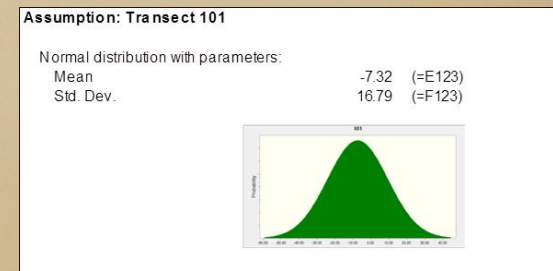 Assumption: Transect 101
Normal distribution with parameters:
Mean -7.32 (=E123)
Std. Dev. 16.79 (=F123)
101
Probability